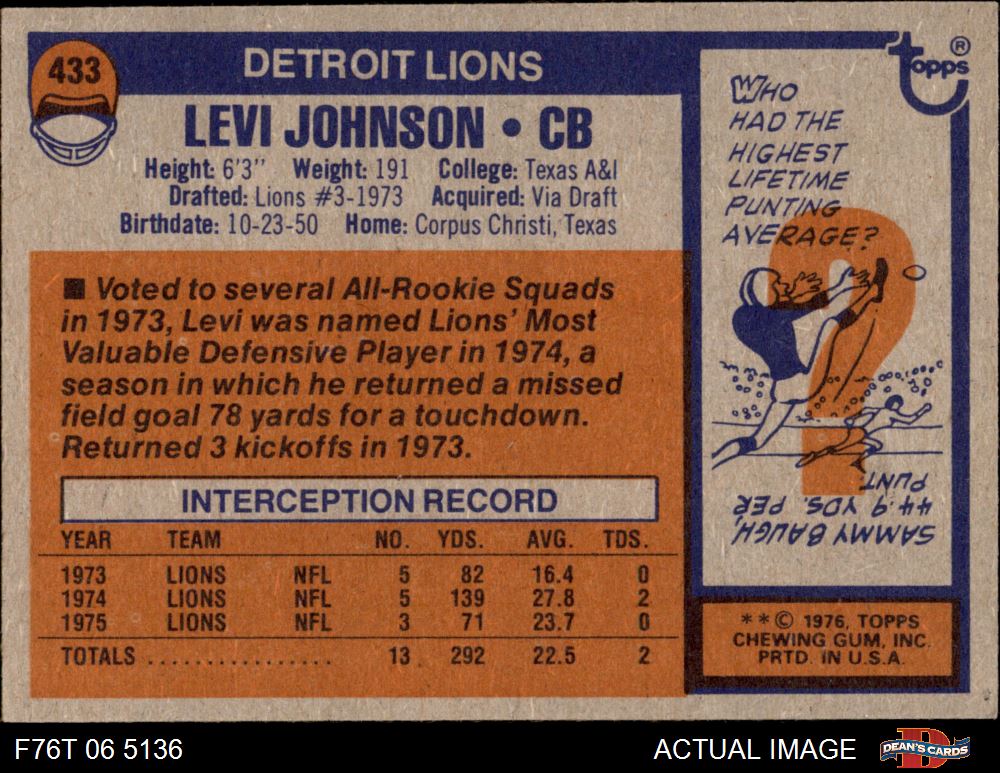 433
DETROIT LIONS
LEVI JOHNSON • CB
Height: 6'3" Weight: 191 College: Texas A&I
Drafted: Lions #3-1973 Acquired: Via Draft
Birthdate: 10-23-50 Home: Corpus Christi, Texas
■ Voted to several All-Rookie Squads
in 1973, Levi was named Lions' Most
Valuable Defensive Player in 1974, a
season in which he returned a missed
field goal 78 yards for a touchdown.
Returned 3 kickoffs in 1973.
INTERCEPTION RECORD
YEAR TEAM NO. YDS. AVG. TDS.
1973 LIONS NFL 5 82 16.4 0
1974 LIONS NFL 5 139 27.8 2
1975 LIONS NFL 3 71 23.7 0
TOTALS ................. 13 292 22.5 2
topps ®
WHO
HAD THE
HIGHEST
LIFETIME
PUNTING
AVERAGE?
?
SAMMY BAUGH,
44.9 YDS. PER
PUNT.
**© 1976, TOPPS
CHEWING GUM, INC.
PRTD. IN U.S.A.
F76T 06 5136
ACTUAL IMAGE
D
DEAN'S CARDS